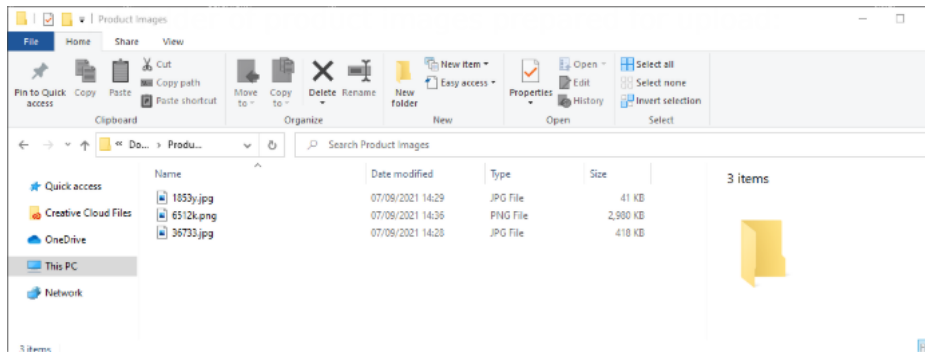 Product images
File Home Share View
Pin to Quick access
Copy
Paste
Cut
Copy path
Paste shortcut
Clipboard
Move to
Copy to
Delete
Rename
Organize
New folder
New item
Easy access
New
Properties
Open
Edit
History
Open
Select all
Select none
Invert selection
Select
« Do... › Produ...
Search Product images
Name Date modified Type Size
1853y.jpg 07/09/2021 14:29 JPG File 41 KB
6512k.png 07/09/2021 14:36 PNG File 2,980 KB
36733.jpg 07/09/2021 14:28 JPG File 418 KB
Quick access
Creative Cloud Files
OneDrive
This PC
Network
3 items
3 items